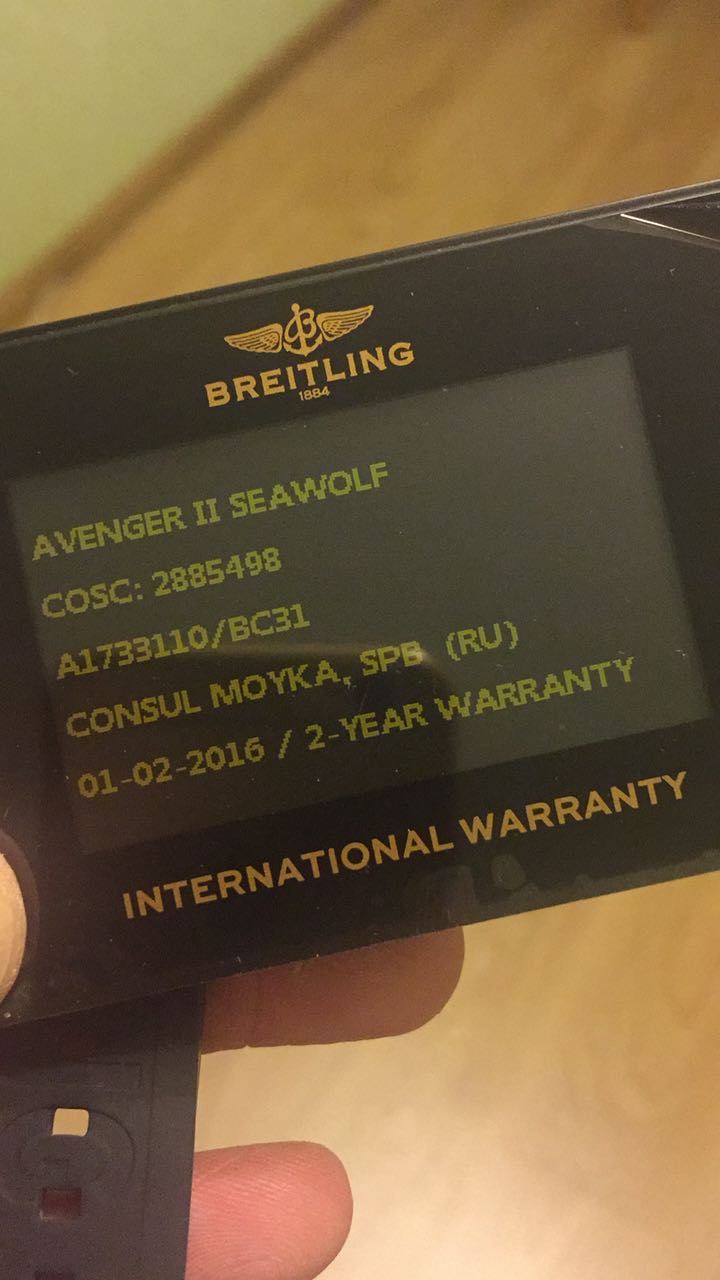 BREITLING
1884
AVENGER II SEAWOLF
COSC: 2885498
A1733110/BC31
CONSUL MOYKA, SPB (RU)
01-02-2016 / 2-YEAR WARRANTY
INTERNATIONAL WARRANTY